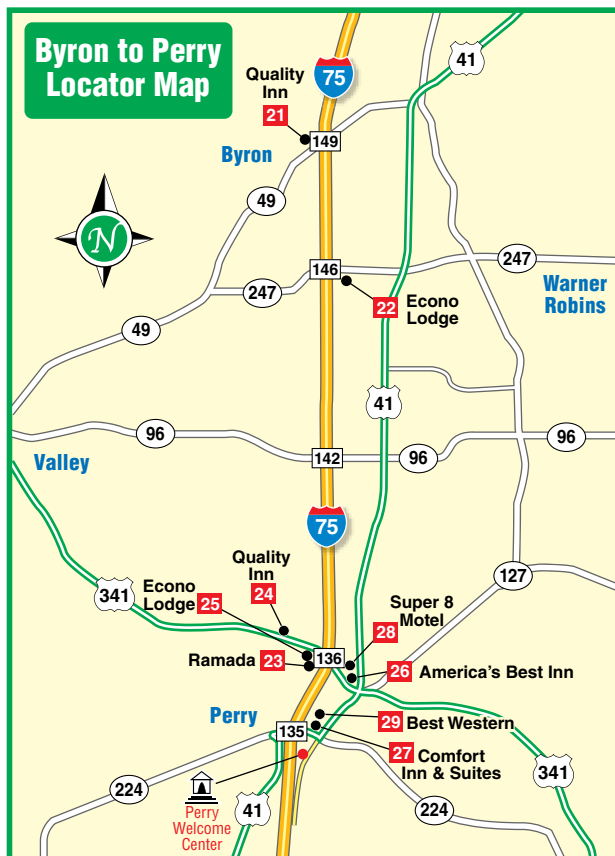 Byron to Perry
Locator Map
41
75
Quality
Inn
21
149
Byron
49
N
146
247
247
Warner
Robins
22
Econo
Lodge
49
41
96
96
96
142
Valley
75
Quality
Inn
24
127
341
Econo
Lodge
25
Super 8
Motel
28
136
Ramada
23
26
America's Best Inn
Perry
29
Best Western
135
27
Comfort
Inn & Suites
341
224
Perry
Welcome
Center
41
224